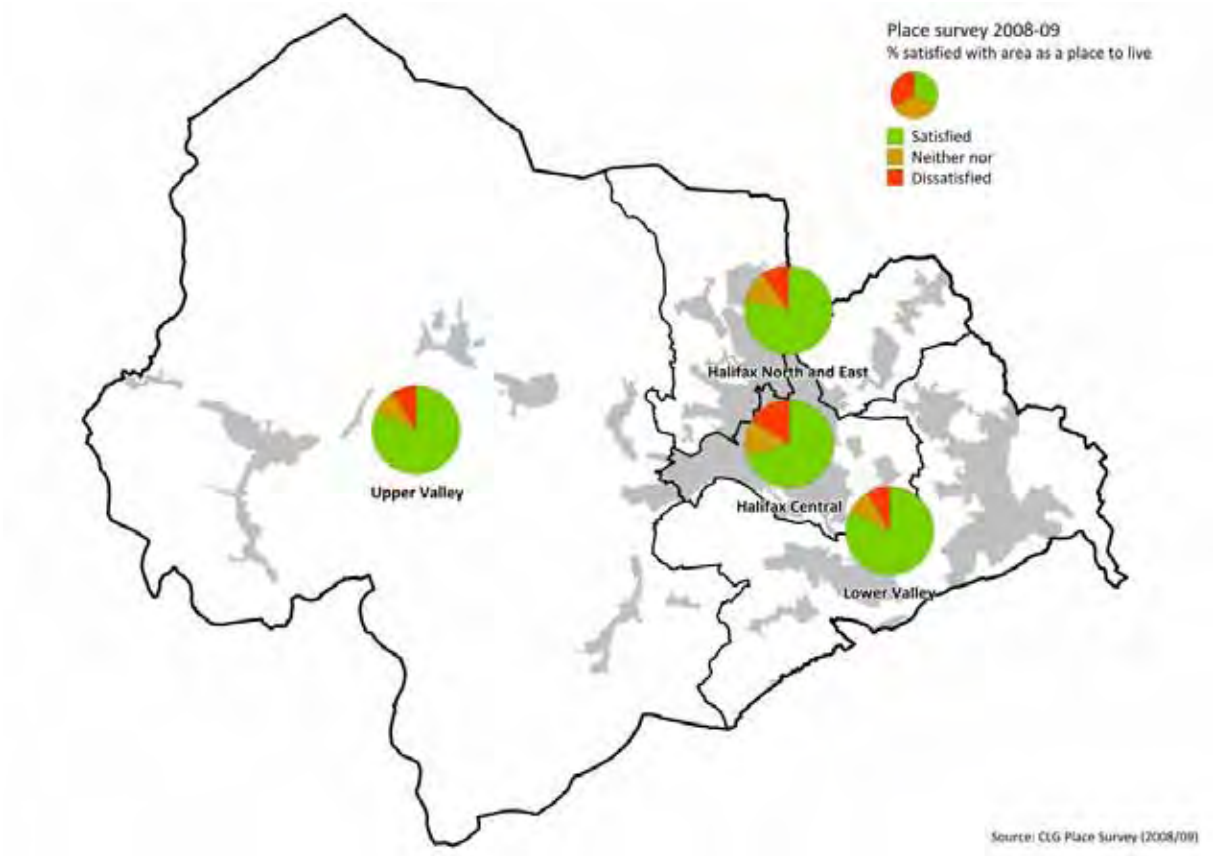 Place survey 2008-09
% satisfied with area as a place to live
Satisfied
Neither nor
Dissatisfied
Halifax North and East
Upper Valley
Halifax Central
Lower Valley
Source: CLG Place Survey (2008/09)